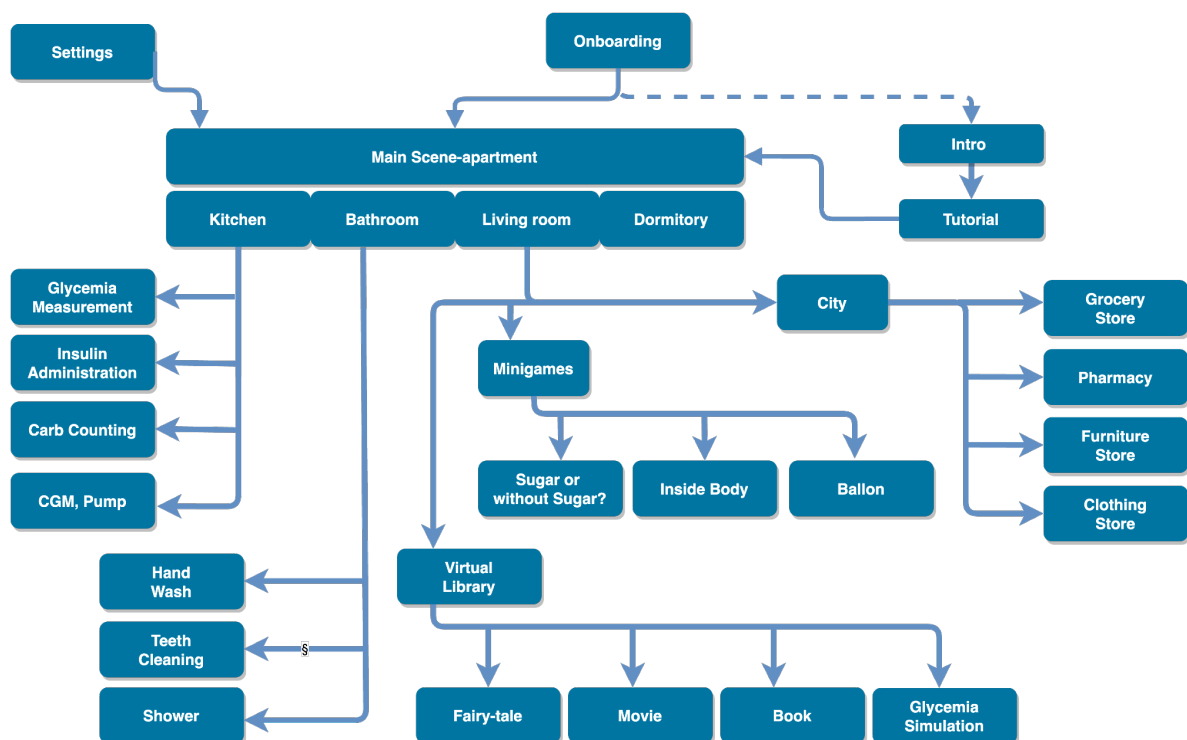 Settings
Onboarding
Main Scene-apartment
Intro
Kitchen
Bathroom
Living room
Dormitory
Tutorial
Glycemia
Measurement
City
Grocery
Store
Insulin
Administration
Minigames
Pharmacy
Carb Counting
Furniture
Store
CGM, Pump
Sugar or
without Sugar?
Inside Body
Ballon
Clothing
Store
Hand
Wash
Virtual
Library
Teeth
Cleaning
§
Shower
Fairy-tale
Movie
Book
Glycemia
Simulation